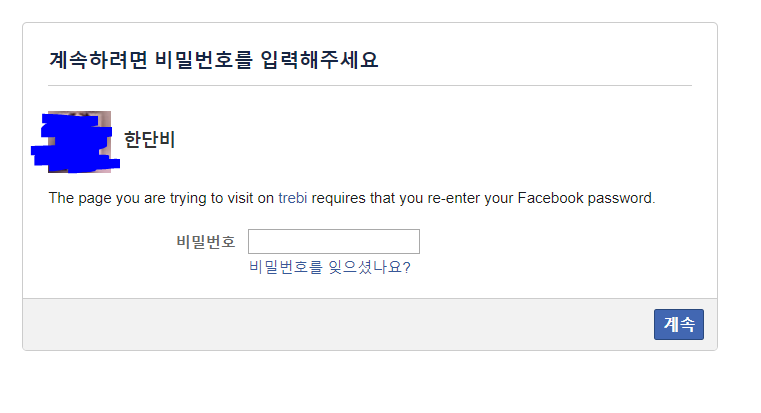 계속하려면 비밀번호를 입력해주세요
한단비
The page you are trying to visit on trebi requires that you re-enter your Facebook password.
비밀번호
비밀번호를 잊으셨나요?
계속